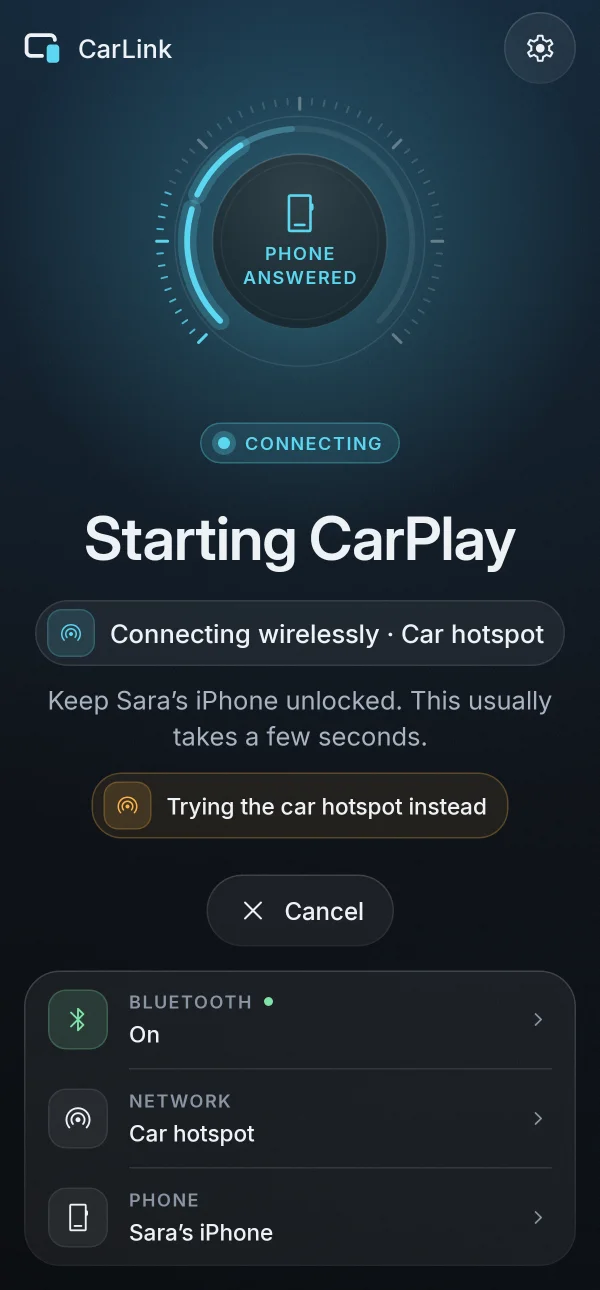 CarLink
PHONE
ANSWERED
CONNECTING
Starting CarPlay
Connecting wirelessly · Car hotspot
Keep Sara’s iPhone unlocked. This usually
takes a few seconds.
Trying the car hotspot instead
Cancel
BLUETOOTH
On
NETWORK
Car hotspot
PHONE
Sara’s iPhone